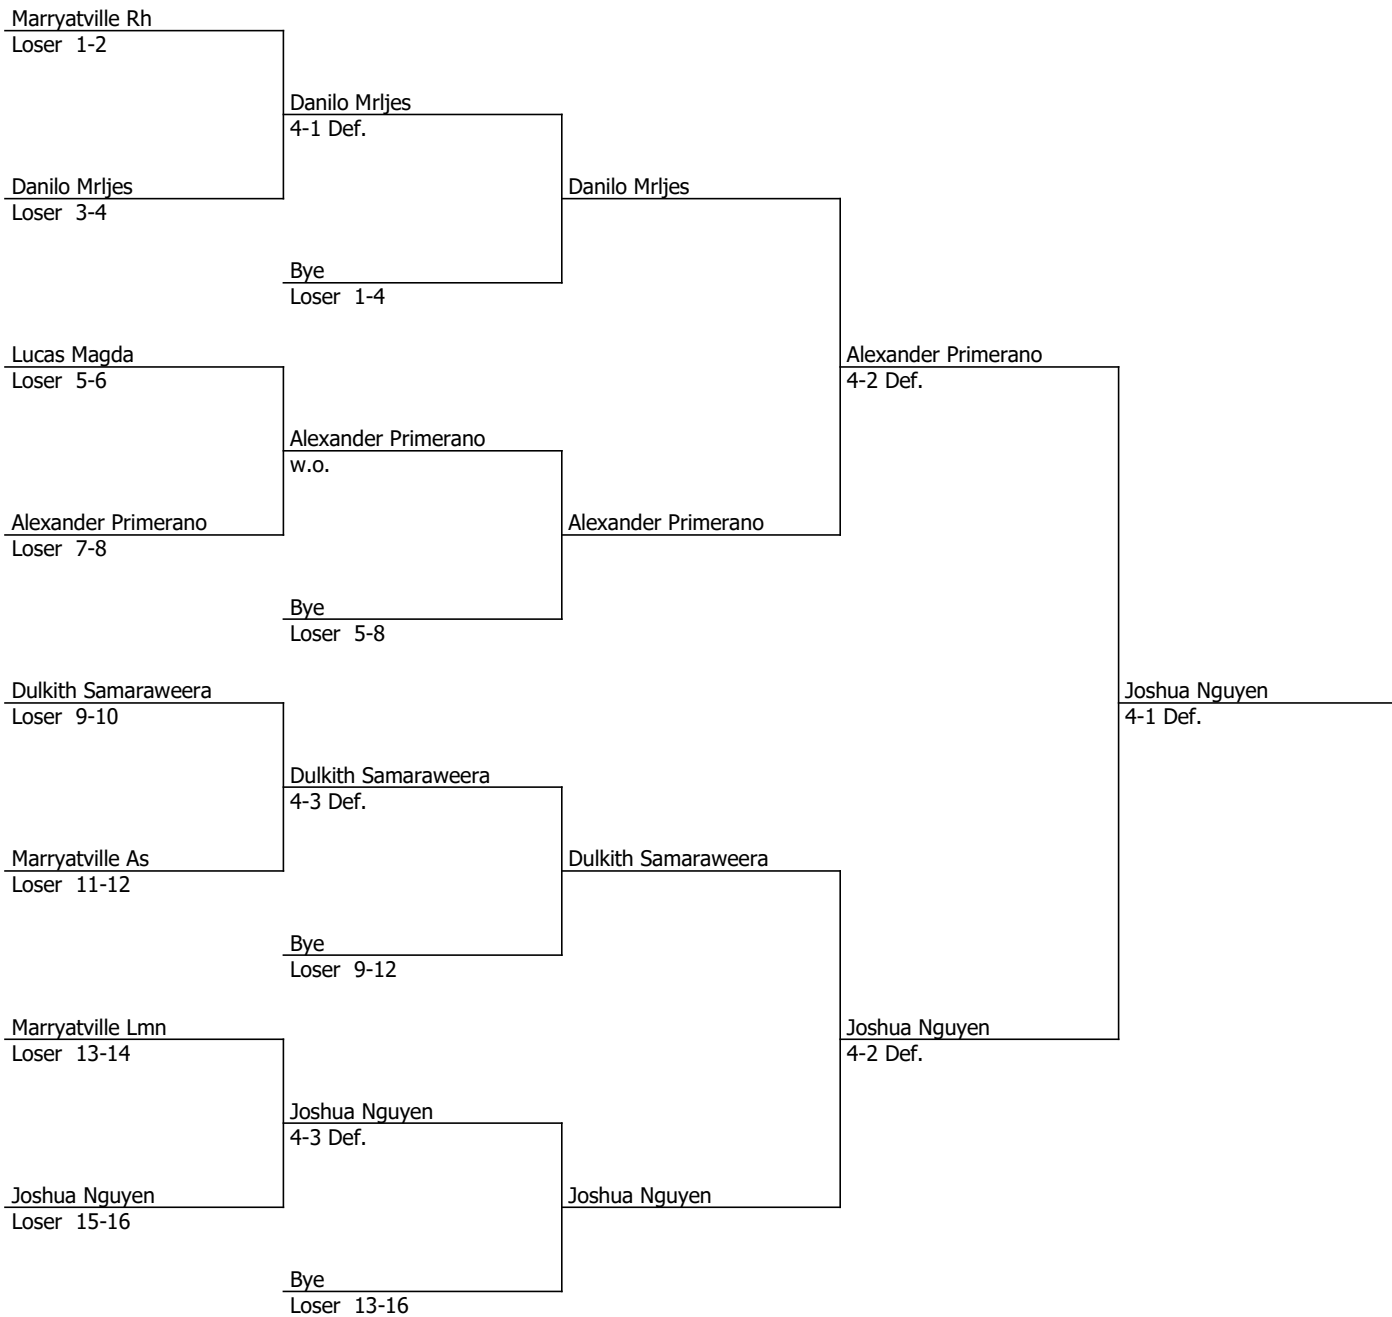 Marryatville Rh
Loser 1-2
Danilo Mrljes
4-1 Def.
Danilo Mrljes
Loser 3-4
Danilo Mrljes
Bye
Loser 1-4
Lucas Magda
Loser 5-6
Alexander Primerano
4-2 Def.
Alexander Primerano
w.o.
Alexander Primerano
Loser 7-8
Alexander Primerano
Bye
Loser 5-8
Dulkith Samaraweera
Loser 9-10
Joshua Nguyen
4-1 Def.
Dulkith Samaraweera
4-3 Def.
Marryatville As
Loser 11-12
Dulkith Samaraweera
Bye
Loser 9-12
Marryatville Lmn
Loser 13-14
Joshua Nguyen
4-2 Def.
Joshua Nguyen
4-3 Def.
Joshua Nguyen
Loser 15-16
Joshua Nguyen
Bye
Loser 13-16